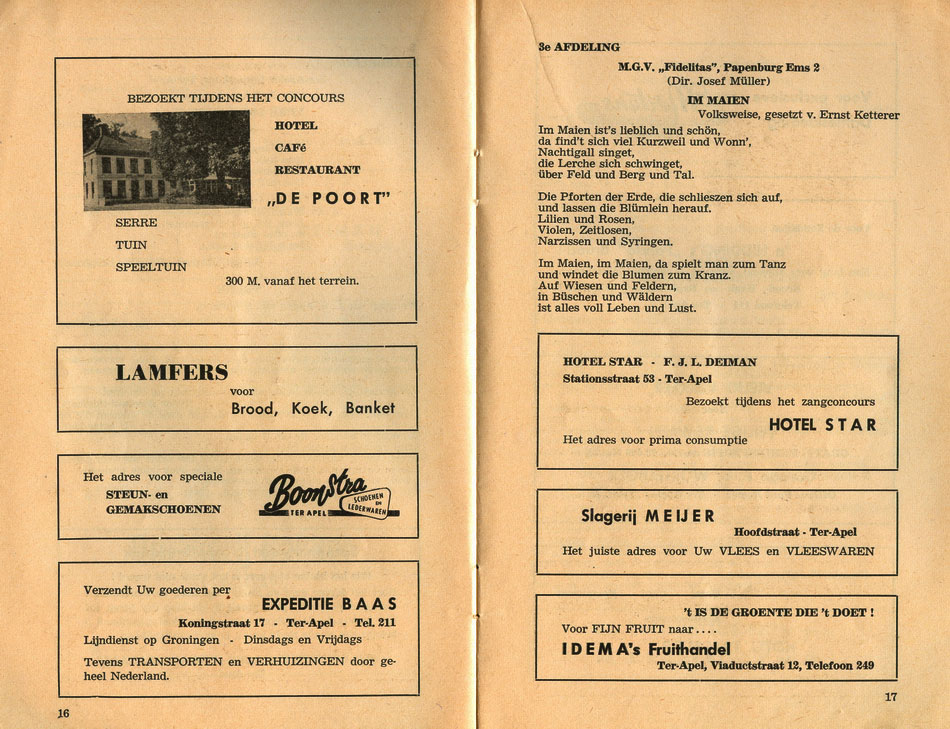 BEZOEKT TIJDENS HET CONCOURS
HOTEL
CAFé
RESTAURANT
„DE POORT”
SERRE
TUIN
SPEELTUIN
300 M. vanaf het terrein.
LAMFERS
voor
Brood, Koek, Banket
Het adres voor speciale
STEUN- en
GEMAKSCHOENEN
Boonstra
TER APEL
SCHOENEN
EN
LEDERWAREN
Verzendt Uw goederen per
EXPEDITIE BAAS
Koningstraat 17 - Ter-Apel - Tel. 211
Lijndienst op Groningen - Dinsdags en Vrijdags
Tevens TRANSPORTEN en VERHUIZINGEN door ge-
heel Nederland.
16
3e AFDELING
M.G.V. „Fidelitas”, Papenburg Ems 2
(Dir. Josef Müller)
IM MAIEN
Volksweise, gesetzt v. Ernst Ketterer
Im Maien ist's lieblich und schön,
da find't sich viel Kurzweil und Wonn',
Nachtigall singet,
die Lerche sich schwinget,
über Feld und Berg und Tal.
Die Pforten der Erde, die schlieszen sich auf,
und lassen die Blümlein herauf.
Lilien und Rosen,
Violen, Zeitlosen,
Narzissen und Syringen.
Im Maien, im Maien, da spielt man zum Tanz
und windet die Blumen zum Kranz.
Auf Wiesen und Feldern,
in Büschen und Wäldern
ist alles voll Leben und Lust.
HOTEL STAR - F. J. L. DEIMAN
Stationsstraat 53 - Ter-Apel
Bezoekt tijdens het zangconcours
HOTEL STAR
Het adres voor prima consumptie
Slagerij MEIJER
Hoofdstraat - Ter-Apel
Het juiste adres voor Uw VLEES en VLEESWAREN
't IS DE GROENTE DIE 't DOET !
Voor FIJN FRUIT naar....
IDEMA's Fruithandel
Ter-Apel, Viaductstraat 12, Telefoon 249
17